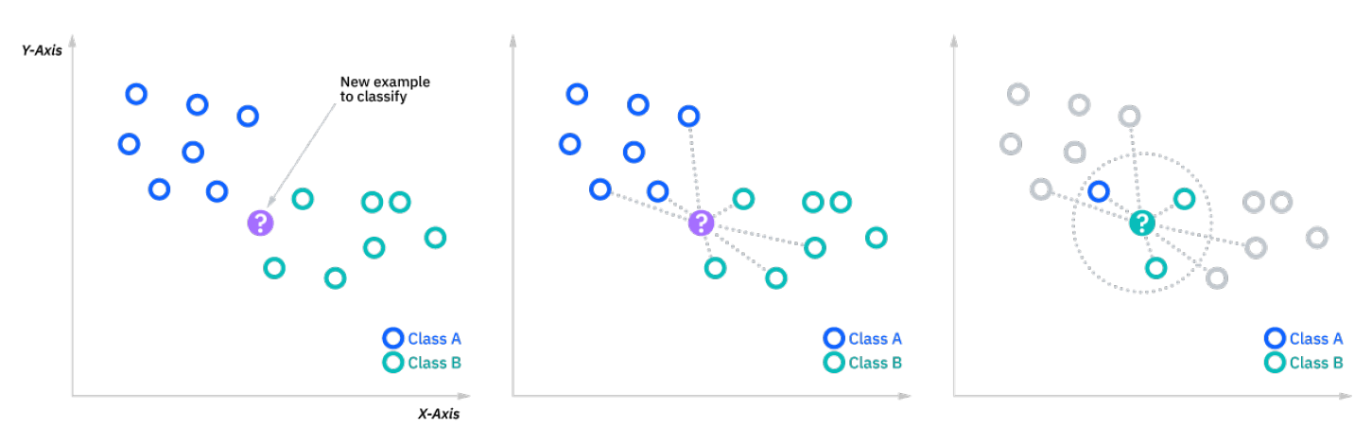 Y-Axis
New example
to classify
?
Class A
Class B
X-Axis
?
Class A
Class B
?
Class A
Class B